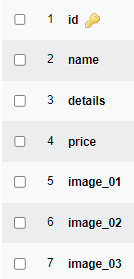 1 id
2 name
3 details
4 price
5 image_01
6 image_02
7 image_03